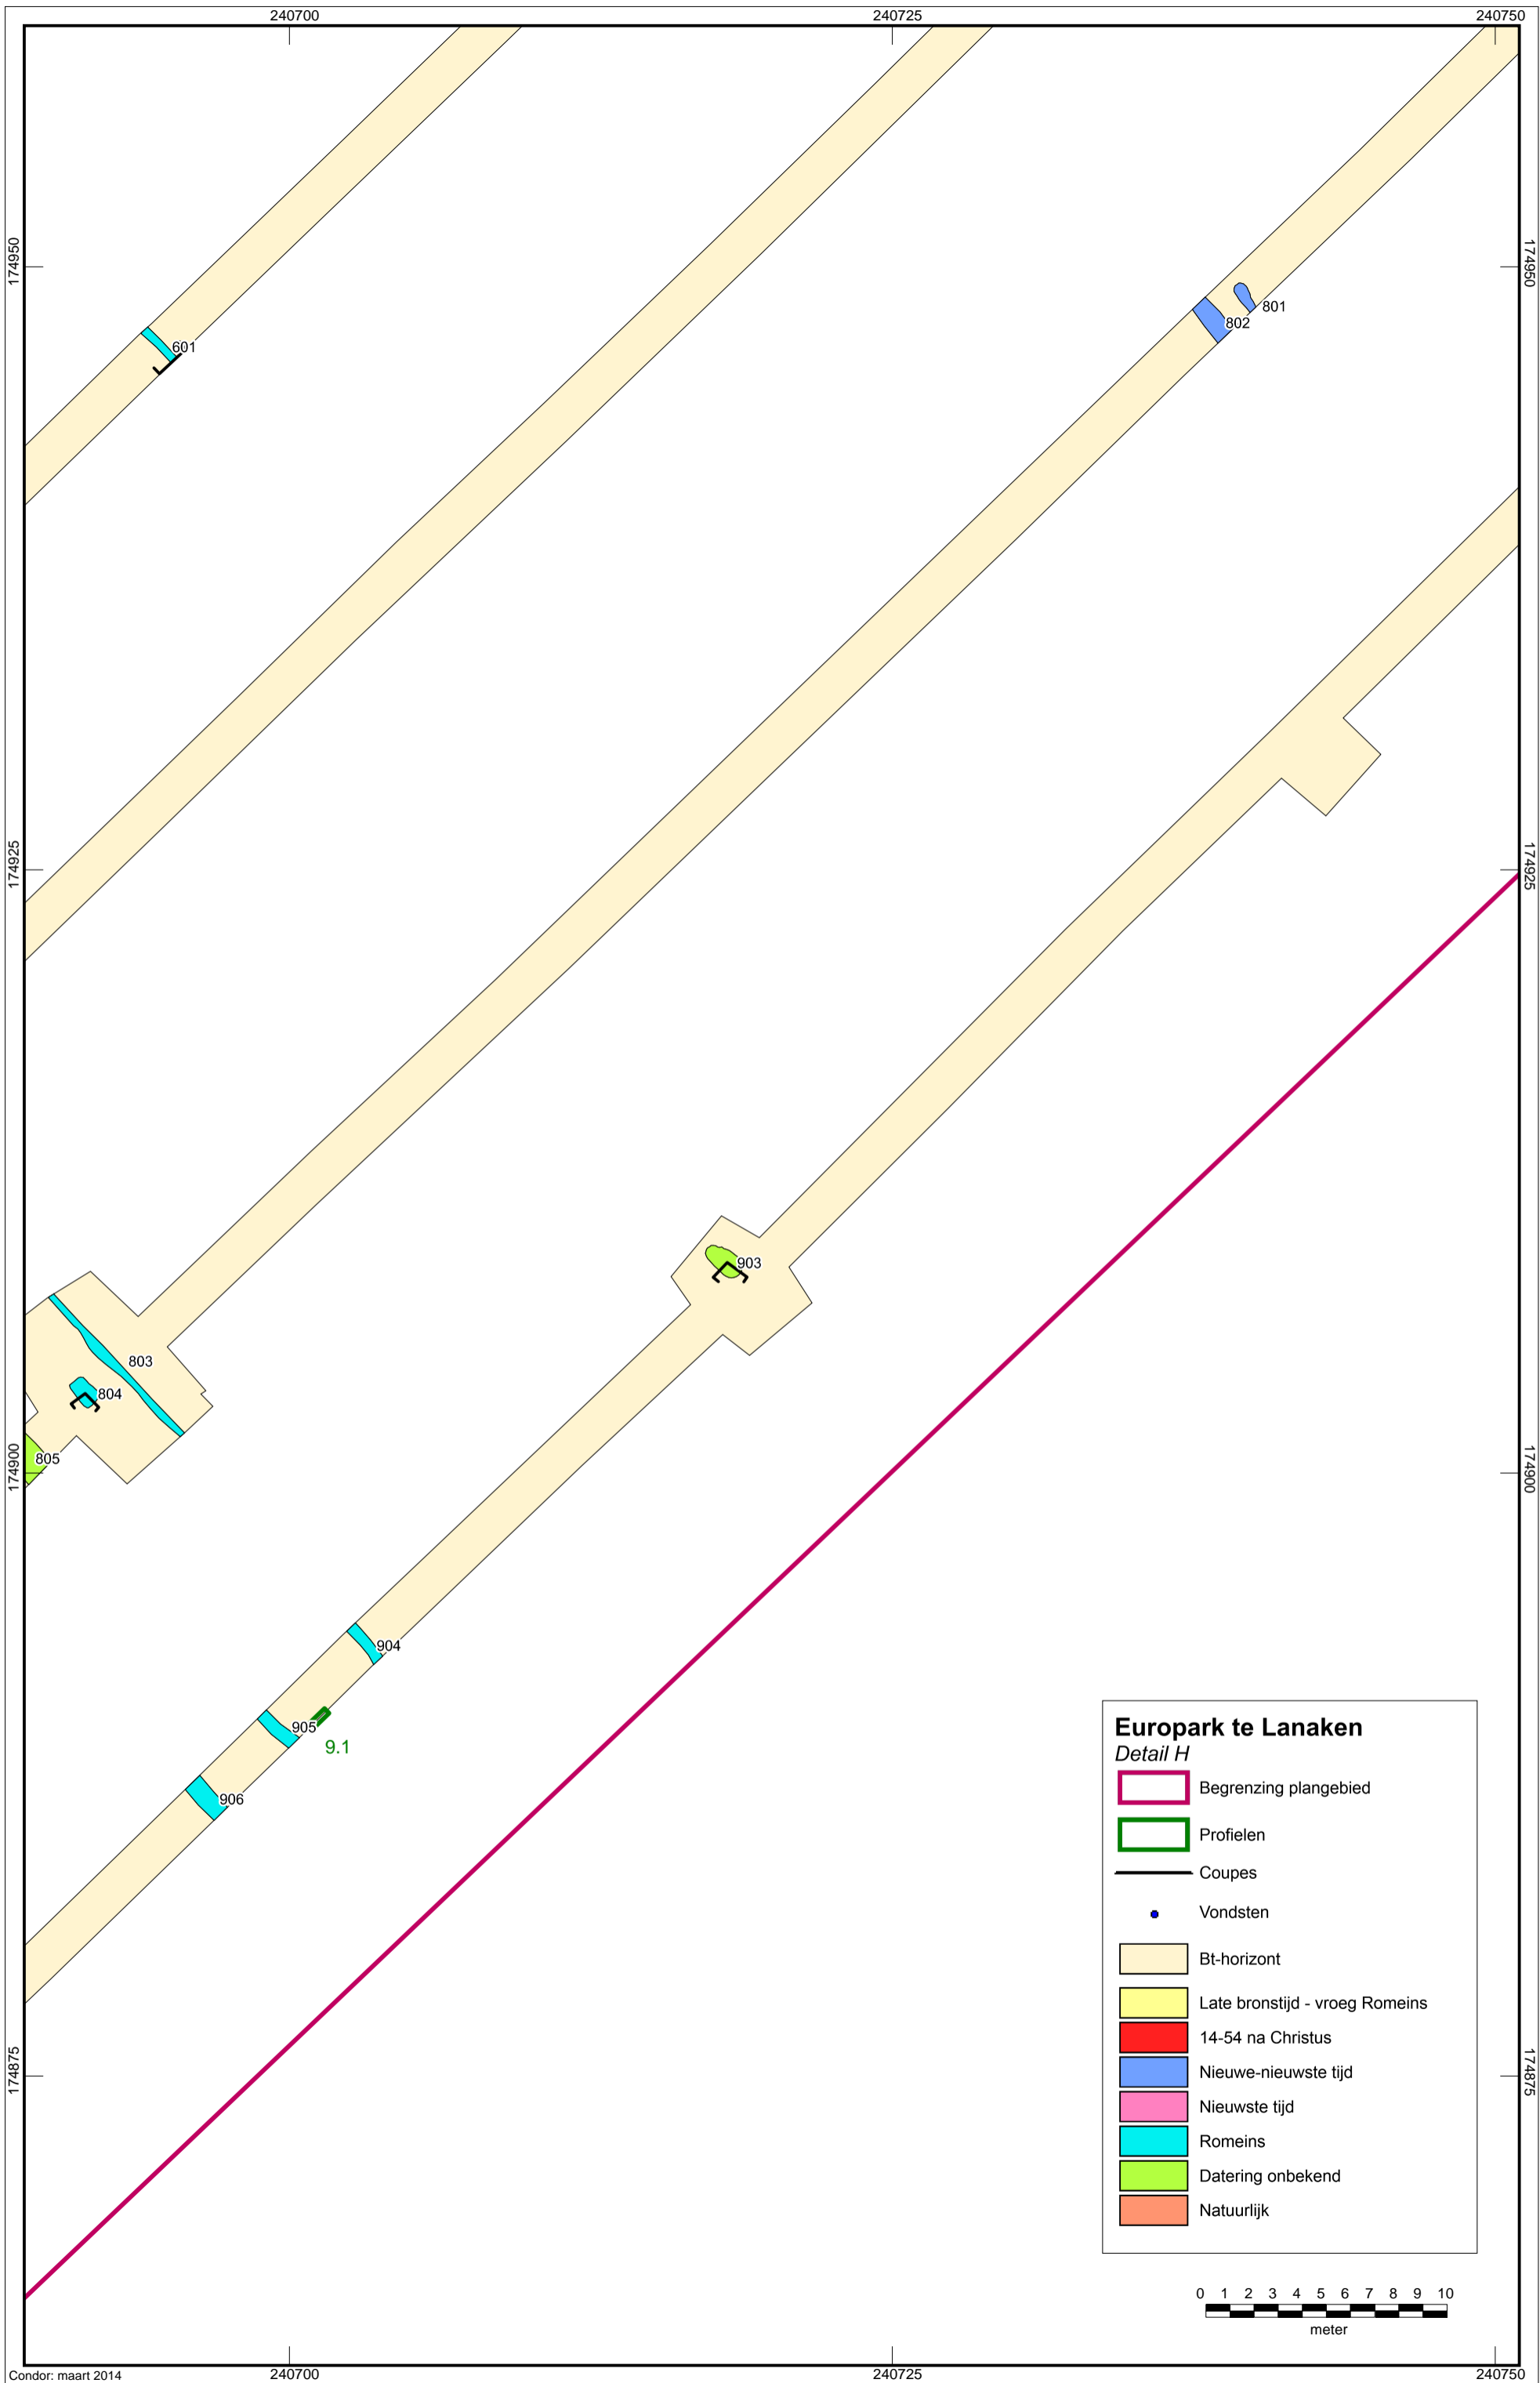 240700
240725
240750
174950
174950
801
802
601
174925
174925
903
803
804
805
174900
174900
904
905
9.1
906
Europark te Lanaken
Detail H
Begrenzing plangebied
Profielen
Coupes
Vondsten
Bt-horizont
Late bronstijd - vroeg Romeins
14-54 na Christus
Nieuwe-nieuwste tijd
Nieuwste tijd
Romeins
Datering onbekend
Natuurlijk
174875
174875
0 1 2 3 4 5 6 7 8 9 10
meter
Condor: maart 2014
240700
240725
240750